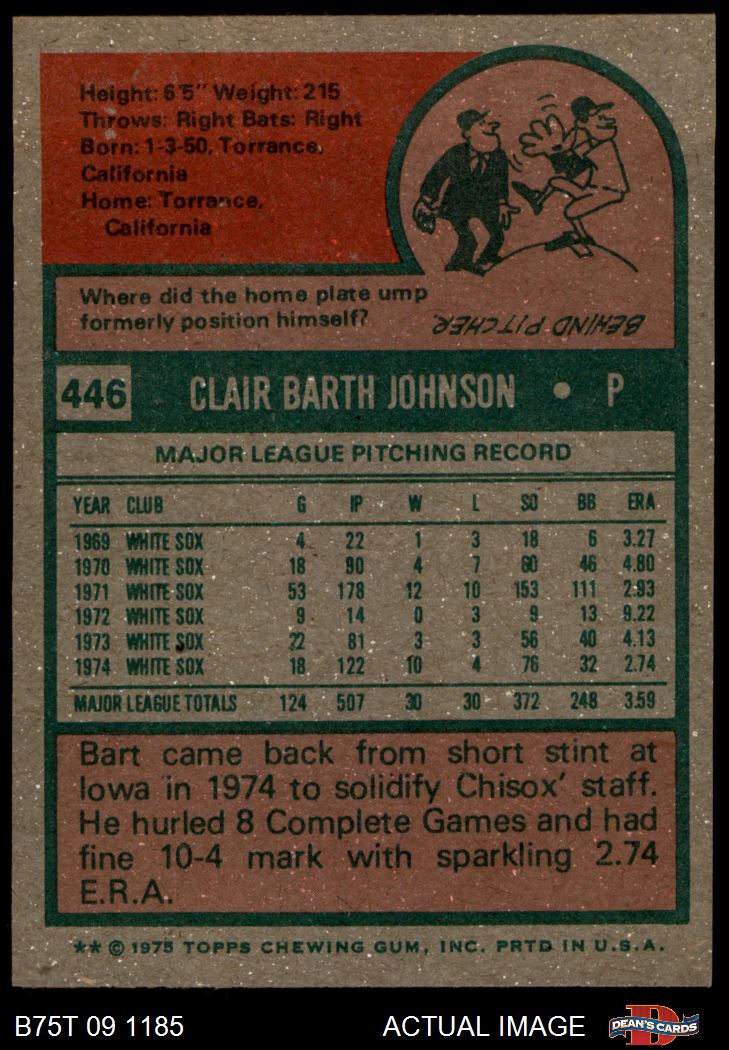 Height: 6'5" Weight: 215
Throws: Right Bats: Right
Born: 1-3-50, Torrance,
California
Home: Torrance,
California
Where did the home plate ump
formerly position himself?
BEHIND PITCHER
446 CLAIR BARTH JOHNSON • P
MAJOR LEAGUE PITCHING RECORD
YEAR CLUB G IP W L SO BB ERA
1969 WHITE SOX 4 22 1 3 18 6 3.27
1970 WHITE SOX 18 90 4 7 60 46 4.80
1971 WHITE SOX 53 178 12 10 153 111 2.93
1972 WHITE SOX 9 14 0 3 9 13 9.22
1973 WHITE SOX 22 81 3 3 56 40 4.13
1974 WHITE SOX 18 122 10 4 76 32 2.74
MAJOR LEAGUE TOTALS 124 507 30 30 372 248 3.59
Bart came back from short stint at
Iowa in 1974 to solidify Chisox' staff.
He hurled 8 Complete Games and had
fine 10-4 mark with sparkling 2.74
E.R.A.
** © 1975 TOPPS CHEWING GUM, INC. PRTD IN U.S.A.
B75T 09 1185 ACTUAL IMAGE D DEAN'S CARDS